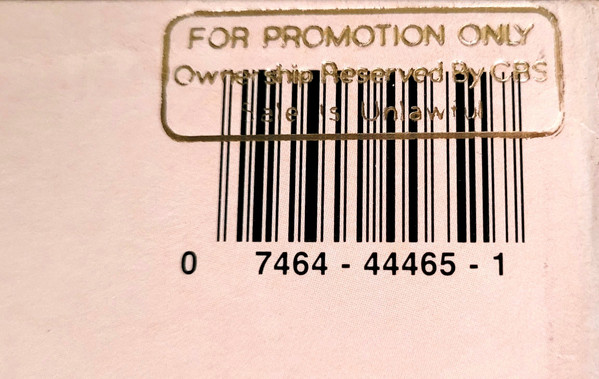 FOR PROMOTION ONLY
Ownership Reserved By CBS
Sale Is Unlawful
0 7464 - 44465 - 1